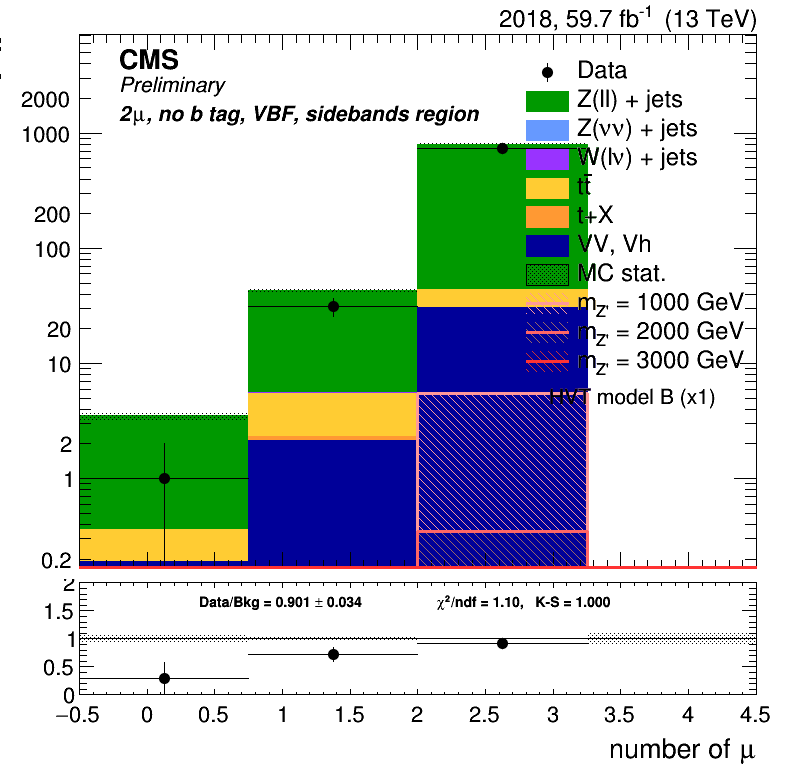 2018, 59.7 fb⁻¹ (13 TeV)
CMS
Preliminary
2μ, no b tag, VBF, sidebands region
Data
Z(ll) + jets
Z(νν) + jets
W(lν) + jets
tt̄
t+X
VV, Vh
MC stat.
m_Z' = 1000 GeV
m_Z' = 2000 GeV
m_Z' = 3000 GeV
HVT model B (x1)
2000
1000
200
100
20
10
2
1
0.2
Data/Bkg = 0.901 ± 0.034
χ²/ndf = 1.10, K-S = 1.000
2
1.5
1
0.5
0
−0.5 0 0.5 1 1.5 2 2.5 3 3.5 4 4.5
number of μ